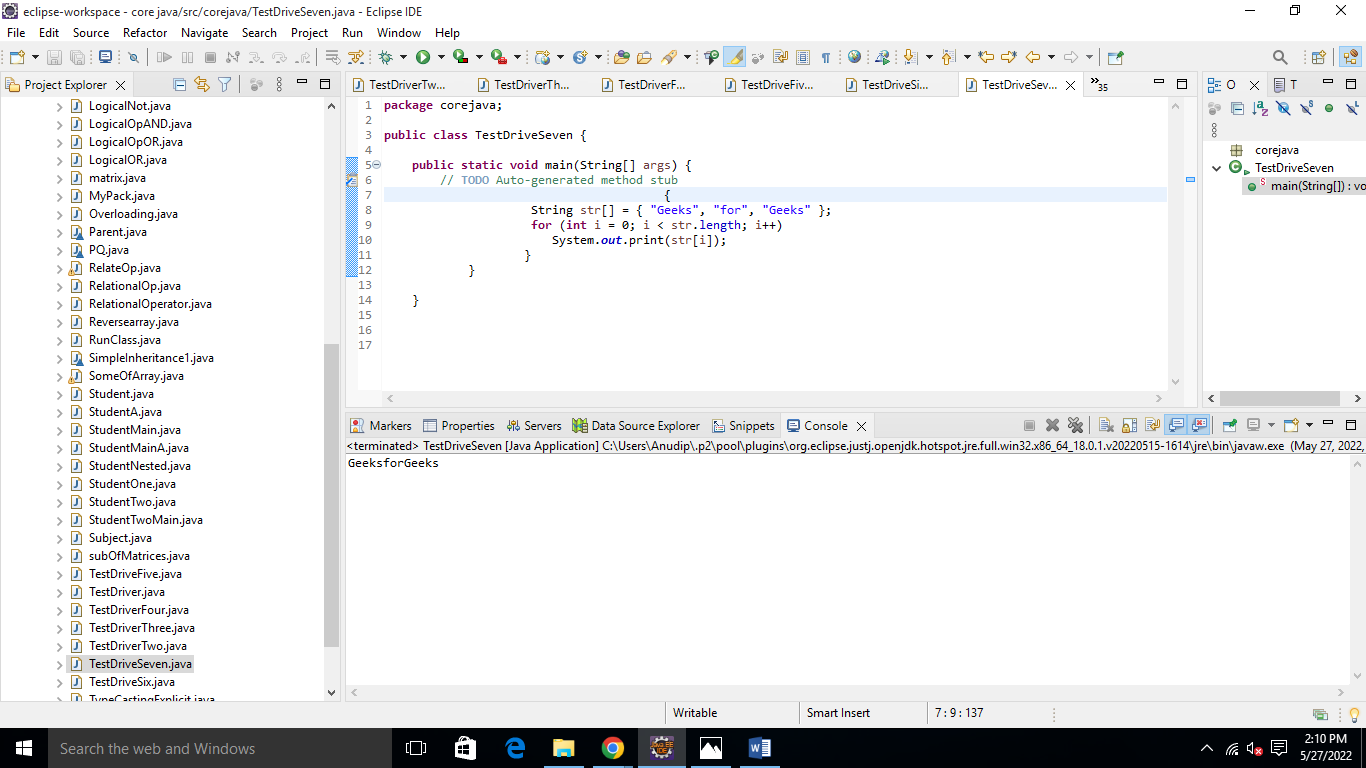 eclipse-workspace - core java/src/corejava/TestDriveSeven.java - Eclipse IDE
File Edit Source Refactor Navigate Search Project Run Window Help
Project Explorer
LogicalNot.java
LogicalOpAND.java
LogicalOpOR.java
LogicalOR.java
matrix.java
MyPack.java
Overloading.java
Parent.java
PQ.java
RelateOp.java
RelationalOp.java
RelationalOperator.java
Reversearray.java
RunClass.java
SimpleInheritance1.java
SomeOfArray.java
Student.java
StudentA.java
StudentMain.java
StudentMainA.java
StudentNested.java
StudentOne.java
StudentTwo.java
StudentTwoMain.java
Subject.java
subOfMatrices.java
TestDriveFive.java
TestDriver.java
TestDriverFour.java
TestDriverThree.java
TestDriverTwo.java
TestDriveSeven.java
TestDriveSix.java
TypeCastingExplicit.java
TestDriverTw... TestDriverTh... TestDriverF... TestDriveFiv... TestDriveSi... TestDriveSev... »35
1 package corejava;
2
3 public class TestDriveSeven {
4
5 public static void main(String[] args) {
6 // TODO Auto-generated method stub
7 {
8 String str[] = { "Geeks", "for", "Geeks" };
9 for (int i = 0; i < str.length; i++)
10 System.out.print(str[i]);
11 }
12 }
13
14 }
15
16
17
O T
corejava
TestDriveSeven
S main(String[]) : vo
Markers Properties Servers Data Source Explorer Snippets Console
<terminated> TestDriveSeven [Java Application] C:\Users\Anudip\.p2\pool\plugins\org.eclipse.justj.openjdk.hotspot.jre.full.win32.x86_64_18.0.1.v20220515-1614\jre\bin\javaw.exe (May 27, 2022,
GeeksforGeeks
Writable Smart Insert 7 : 9 : 137
Search the web and Windows
2:10 PM
5/27/2022